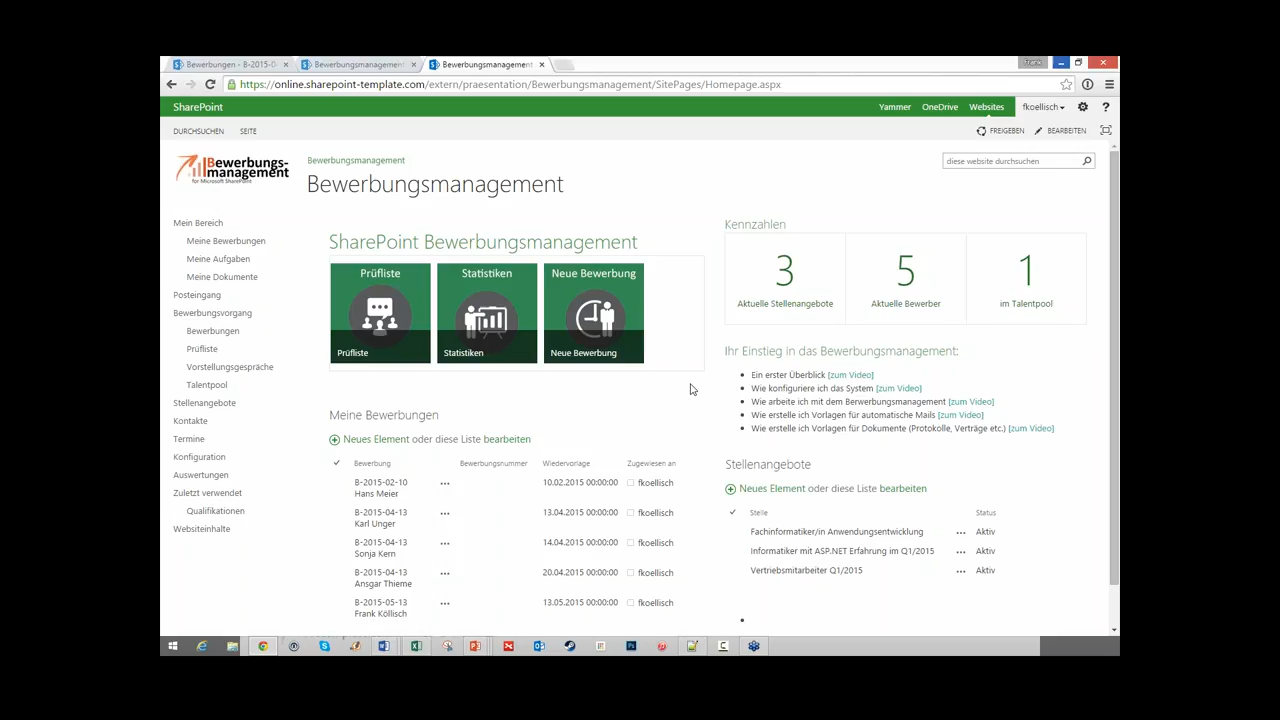 Bewerbungen - B-2015-0
Bewerbungsmanagement
Bewerbungsmanagement
Frank
https://online.sharepoint-template.com/extern/praesentation/Bewerbungsmanagement/SitePages/Homepage.aspx
SharePoint
Yammer OneDrive Websites fkoellisch
DURCHSUCHEN SEITE
FREIGEBEN BEARBEITEN
Bewerbungs-
management
for Microsoft SharePoint
Bewerbungsmanagement
Bewerbungsmanagement
diese website durchsuchen
Mein Bereich
Meine Bewerbungen
Meine Aufgaben
Meine Dokumente
Posteingang
Bewerbungsvorgang
Bewerbungen
Prüfliste
Vorstellungsgespräche
Talentpool
Stellenangebote
Kontakte
Termine
Konfiguration
Auswertungen
Zuletzt verwendet
Qualifikationen
Websiteinhalte
SharePoint Bewerbungsmanagement
Prüfliste Statistiken Neue Bewerbung
Prüfliste Statistiken Neue Bewerbung
Meine Bewerbungen
Neues Element oder diese Liste bearbeiten
Bewerbung Bewerbungsnummer Wiedervorlage Zugewiesen an
B-2015-02-10 ... 10.02.2015 00:00:00 fkoellisch
Hans Meier
B-2015-04-13 ... 13.04.2015 00:00:00 fkoellisch
Karl Unger
B-2015-04-13 ... 14.04.2015 00:00:00 fkoellisch
Sonja Kern
B-2015-04-13 ... 20.04.2015 00:00:00 fkoellisch
Ansgar Thieme
B-2015-05-13 ... 13.05.2015 00:00:00 fkoellisch
Frank Köllisch
Kennzahlen
3 5 1
Aktuelle Stellenangebote Aktuelle Bewerber im Talentpool
Ihr Einstieg in das Bewerbungsmanagement:
Ein erster Überblick [zum Video]
Wie konfiguriere ich das System [zum Video]
Wie arbeite ich mit dem Berwerbungsmanagement [zum Video]
Wie erstelle ich Vorlagen für automatische Mails [zum Video]
Wie erstelle ich Vorlagen für Dokumente (Protokolle, Verträge etc.) [zum Video]
Stellenangebote
Neues Element oder diese Liste bearbeiten
Stelle Status
Fachinformatiker/in Anwendungsentwicklung ... Aktiv
Informatiker mit ASP.NET Erfahrung im Q1/2015 ... Aktiv
Vertriebsmitarbeiter Q1/2015 ... Aktiv